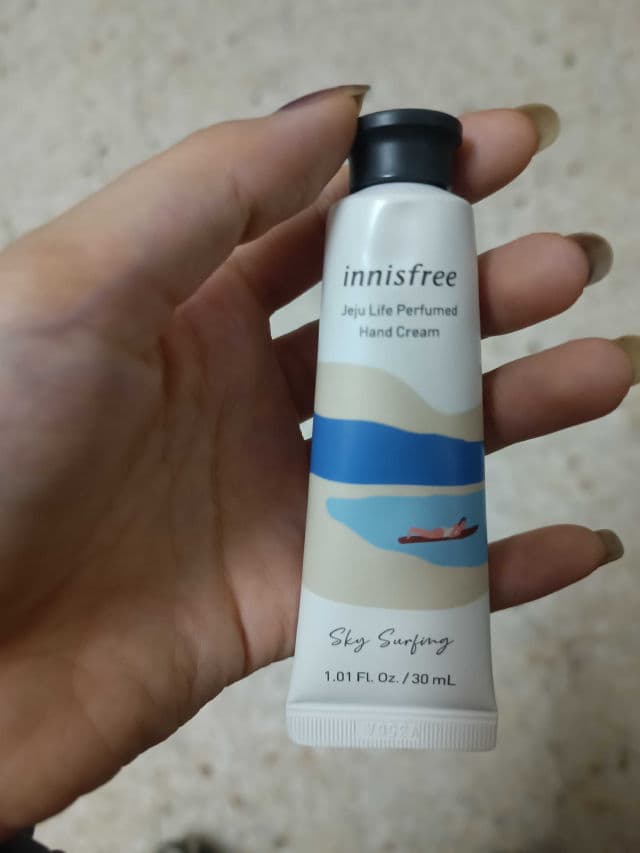 innisfree
Jeju Life Perfumed
Hand Cream
Sky Surfing
1.01 FL. Oz. / 30 mL